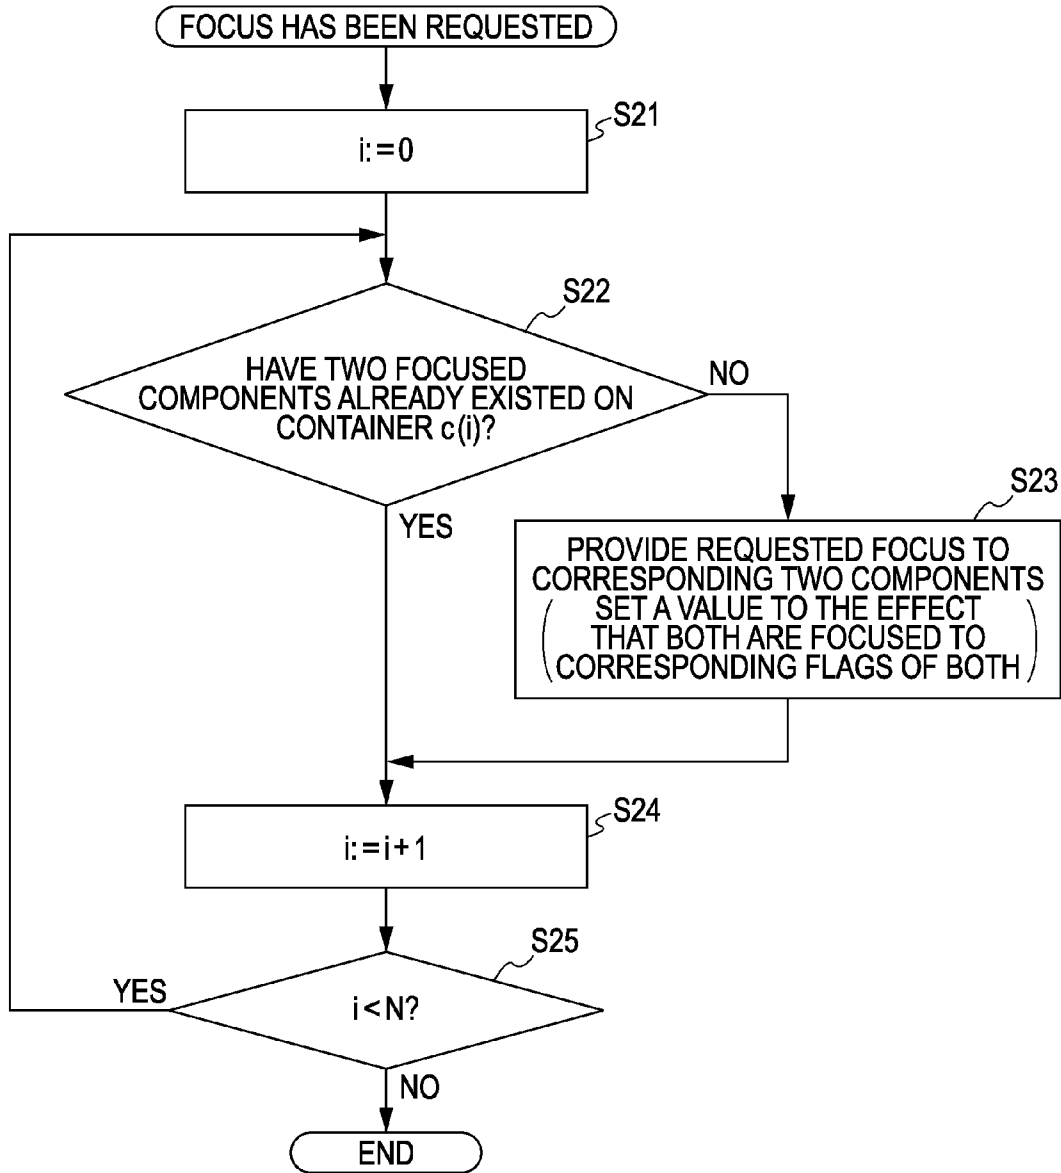 FOCUS HAS BEEN REQUESTED
S21
i:=0
S22
HAVE TWO FOCUSED
COMPONENTS ALREADY EXISTED ON
CONTAINER c(i)?
NO
YES
S23
PROVIDE REQUESTED FOCUS TO
CORRESPONDING TWO COMPONENTS
(SET A VALUE TO THE EFFECT
THAT BOTH ARE FOCUSED TO
CORRESPONDING FLAGS OF BOTH)
S24
i:=i+1
S25
YES
i<N?
NO
END